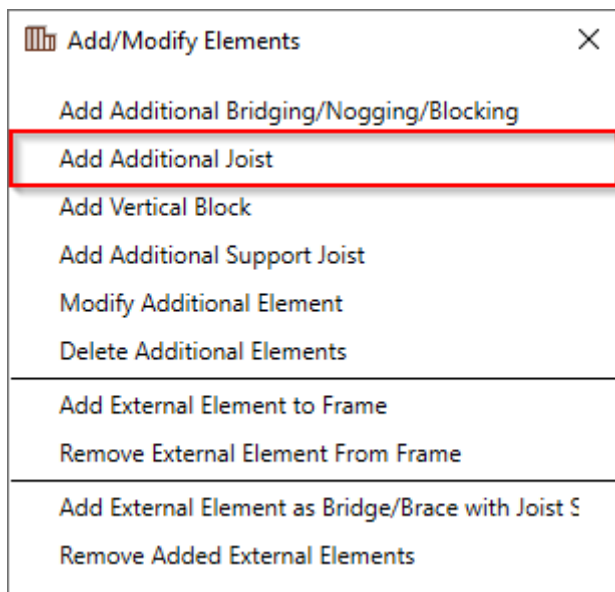 Add/Modify Elements
Add Additional Bridging/Nogging/Blocking
Add Additional Joist
Add Vertical Block
Add Additional Support Joist
Modify Additional Element
Delete Additional Elements
Add External Element to Frame
Remove External Element From Frame
Add External Element as Bridge/Brace with Joist S
Remove Added External Elements